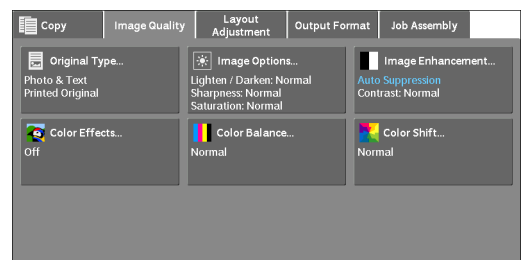 Copy
Image Quality
Layout
Adjustment
Output Format
Job Assembly
Original Type...
Photo & Text
Printed Original
Image Options...
Lighten / Darken: Normal
Sharpness: Normal
Saturation: Normal
Image Enhancement...
Auto Suppression
Contrast: Normal
Color Effects...
Off
Color Balance...
Normal
Color Shift...
Normal